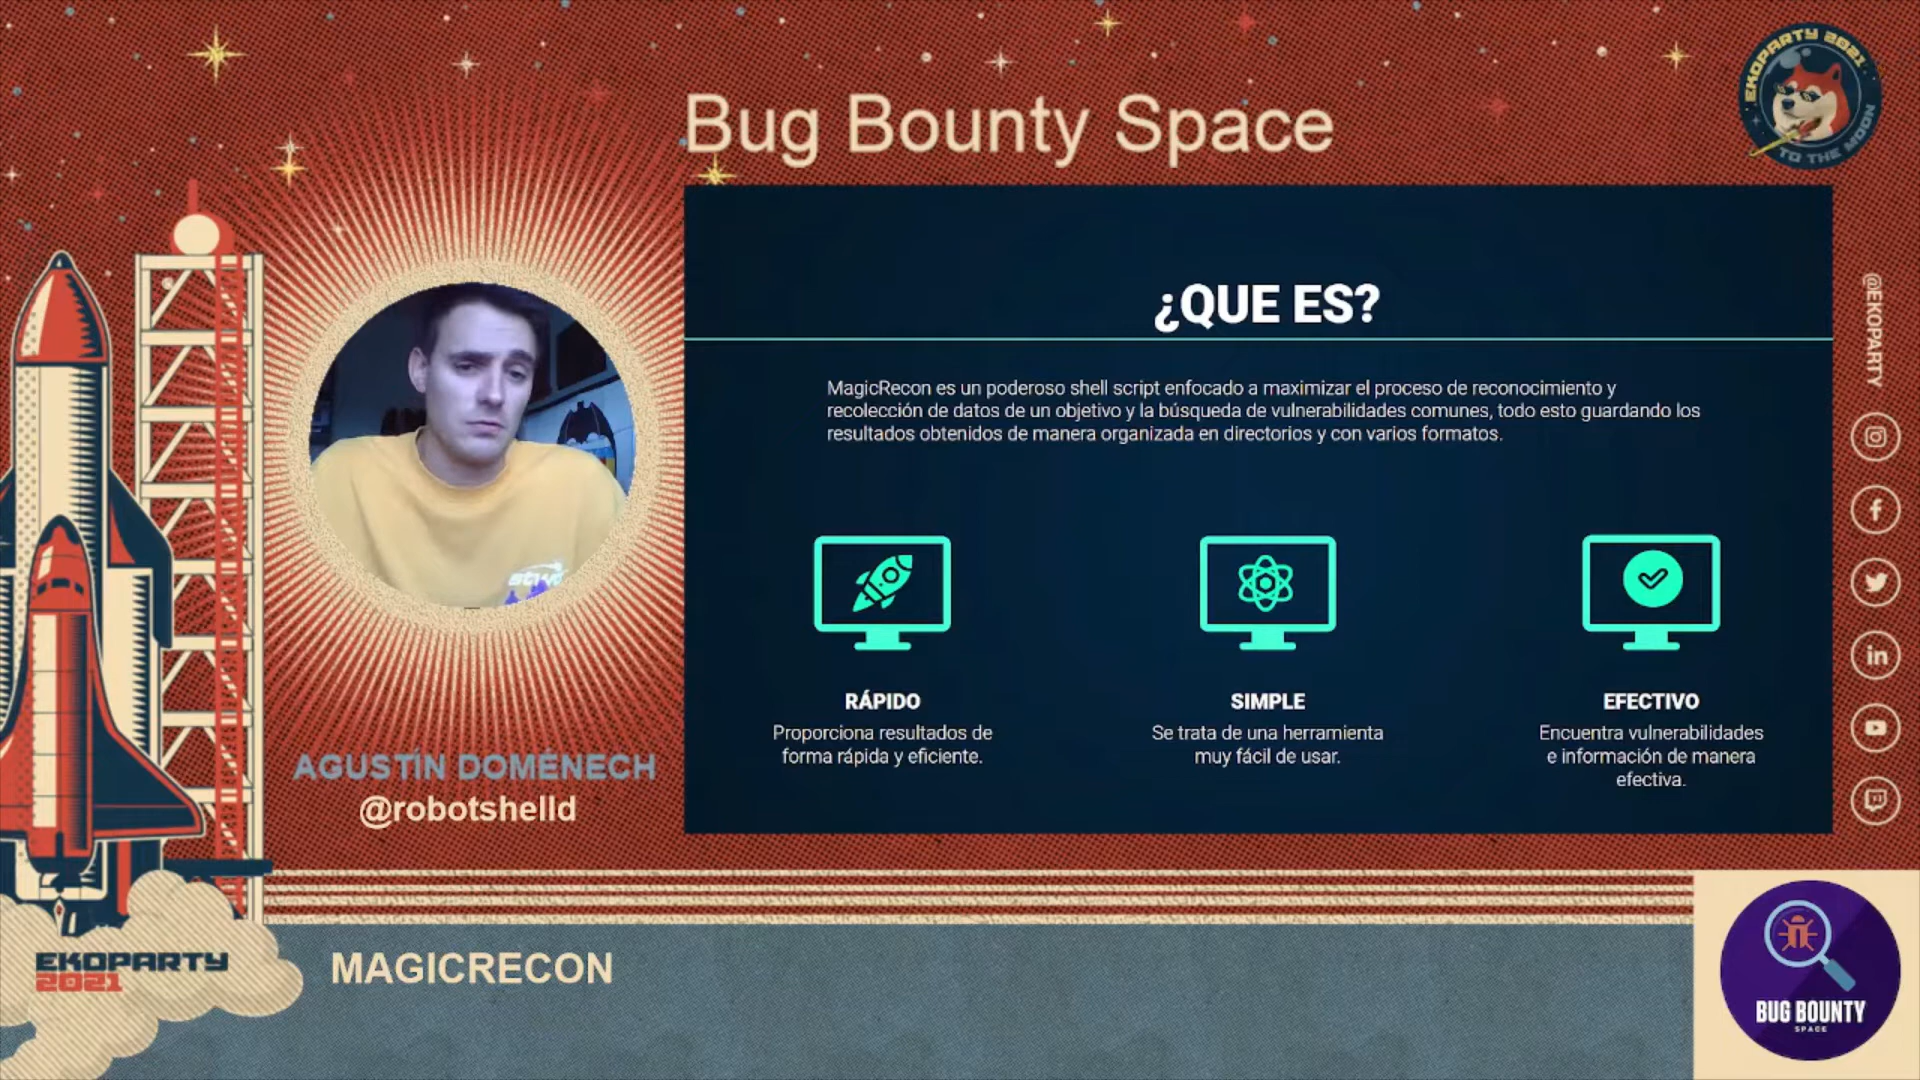 Bug Bounty Space
EKOPARTY 2021
TO THE MOON
¿QUE ES?
MagicRecon es un poderoso shell script enfocado a maximizar el proceso de reconocimiento y
recolección de datos de un objetivo y la búsqueda de vulnerabilidades comunes, todo esto guardando los
resultados obtenidos de manera organizada en directorios y con varios formatos.
RÁPIDO
Proporciona resultados de
forma rápida y eficiente.
SIMPLE
Se trata de una herramienta
muy fácil de usar.
EFECTIVO
Encuentra vulnerabilidades
e información de manera
efectiva.
@EKOPARTY
AGUSTÍN DOMÉNECH
@robotshelld
EKOPARTY
2021
MAGICRECON
BUG BOUNTY
SPACE